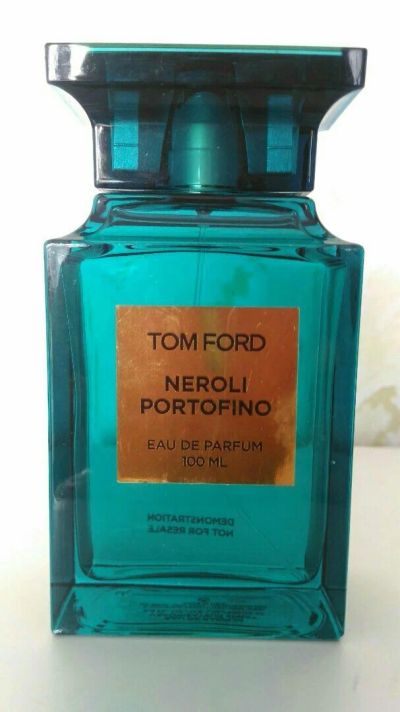 TOM FORD
NEROLI
PORTOFINO
EAU DE PARFUM
100 ML
DEMONSTRATION
NOT FOR RESALE